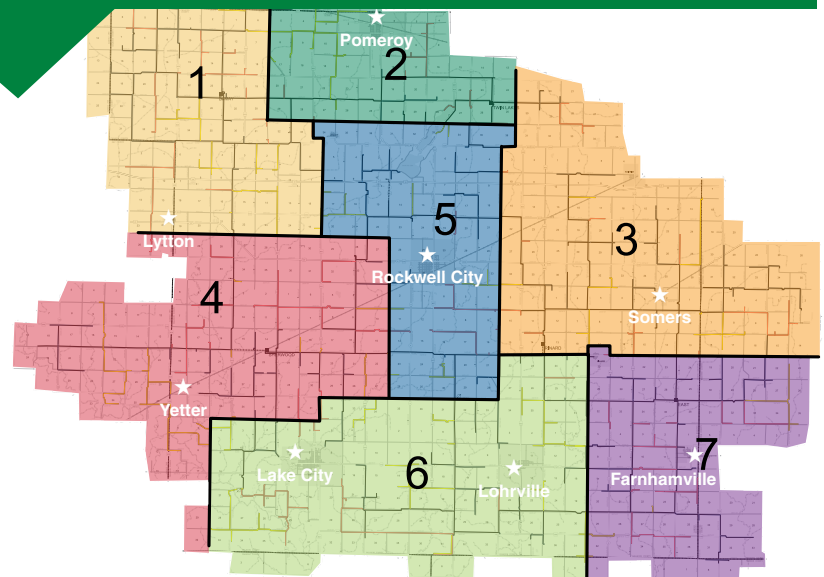 Pomeroy
2
1
5
Lytton
3
Rockwell City
4
Somers
Yetter
7
6
Lake City
Farnhamville
Lohrville